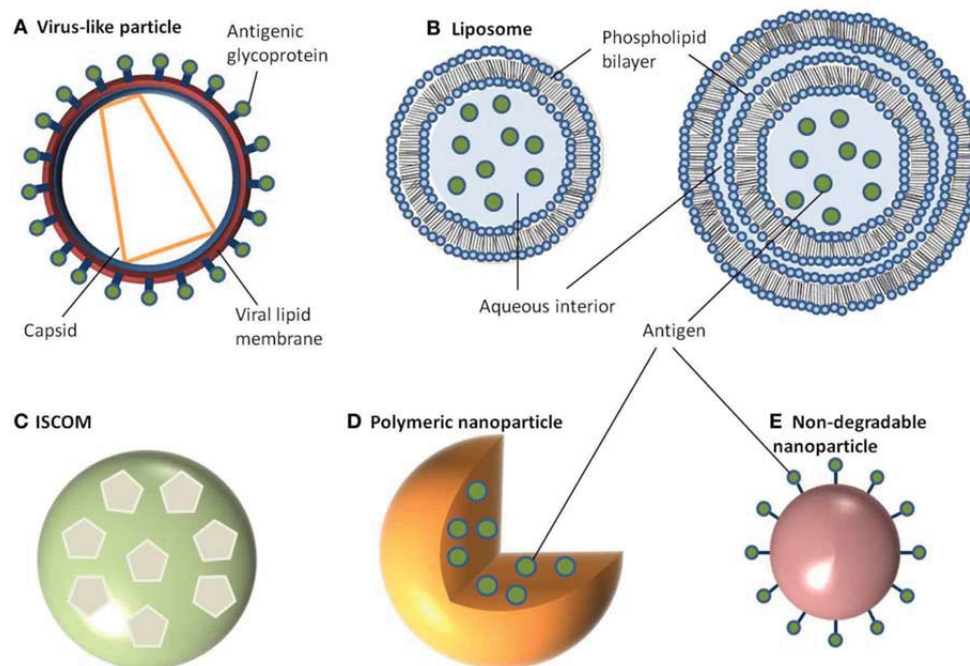 A Virus-like particle
Antigenic
glycoprotein
Capsid
Viral lipid
membrane
B Liposome
Phospholipid
bilayer
Aqueous interior
Antigen
C ISCOM
D Polymeric nanoparticle
E Non-degradable
nanoparticle